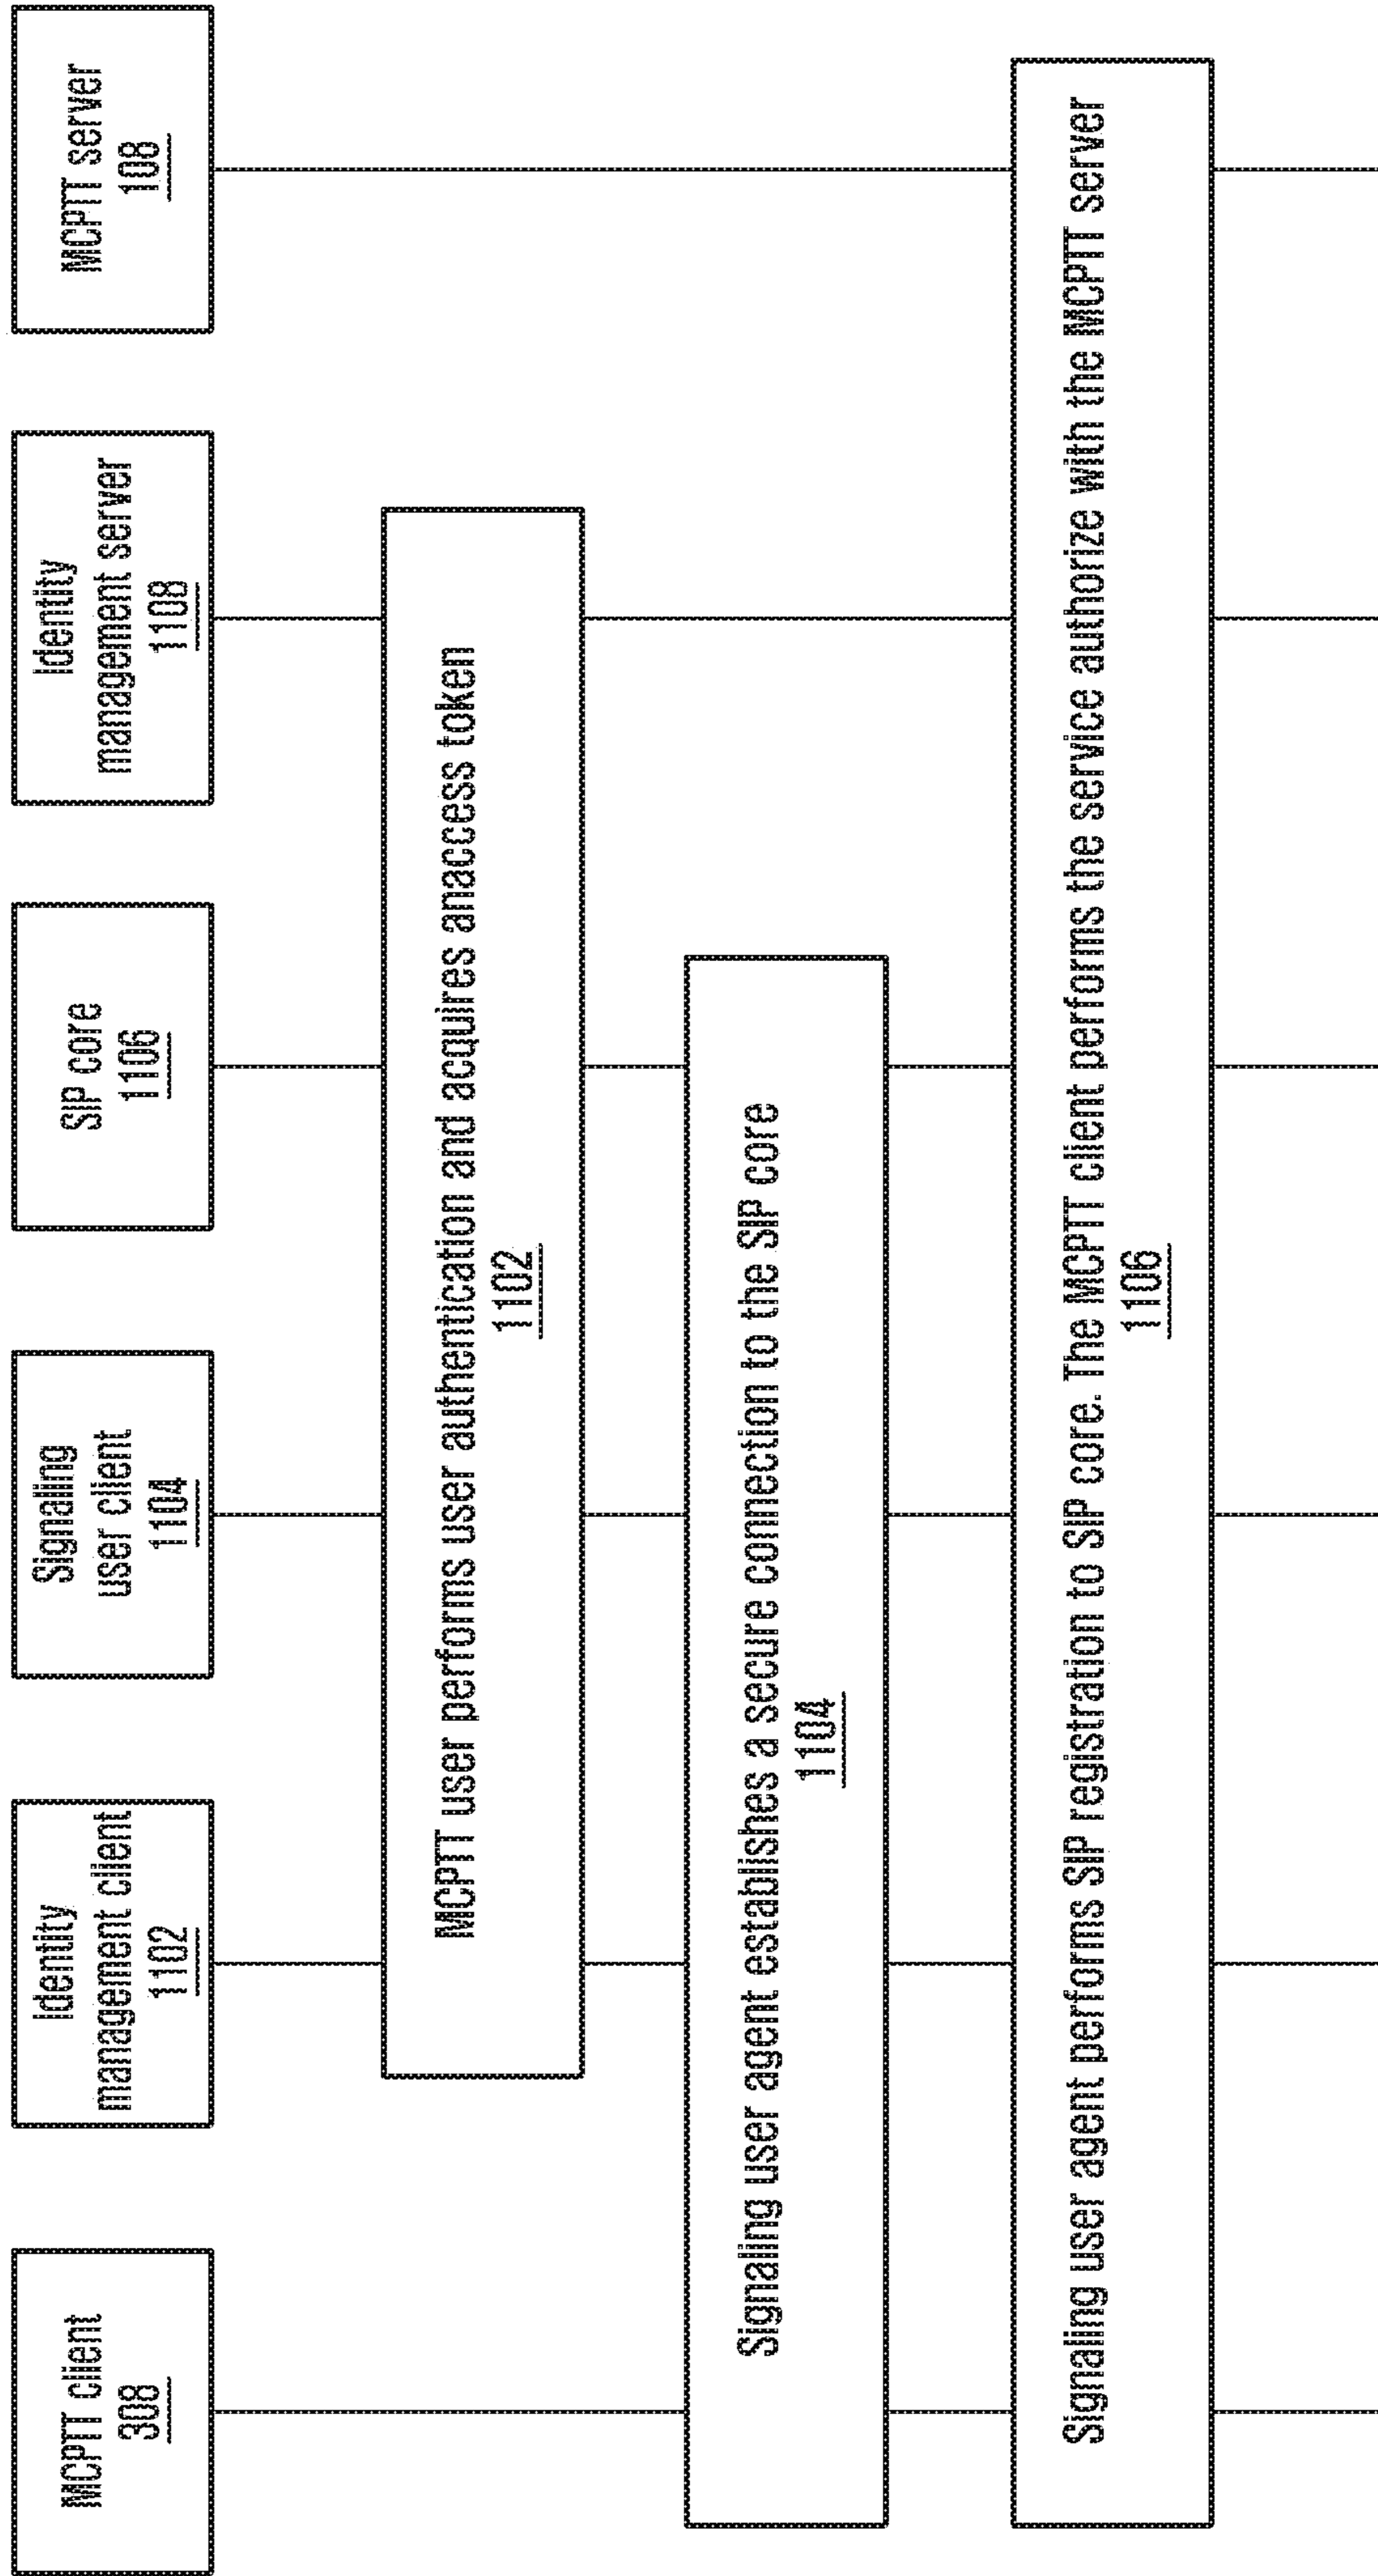 MCPTT client
308
Identity
management client
1102
Signaling
user client
1104
SIP core
1106
Identity
management server
1108
MCPTT server
108
MCPTT user performs user authentication and acquires anaccess token
1102
Signaling user agent establishes a secure connection to the SIP core
1104
Signaling user agent performs SIP registration to SIP core. The MCPTT client performs the service authorize with the MCPTT server
1106